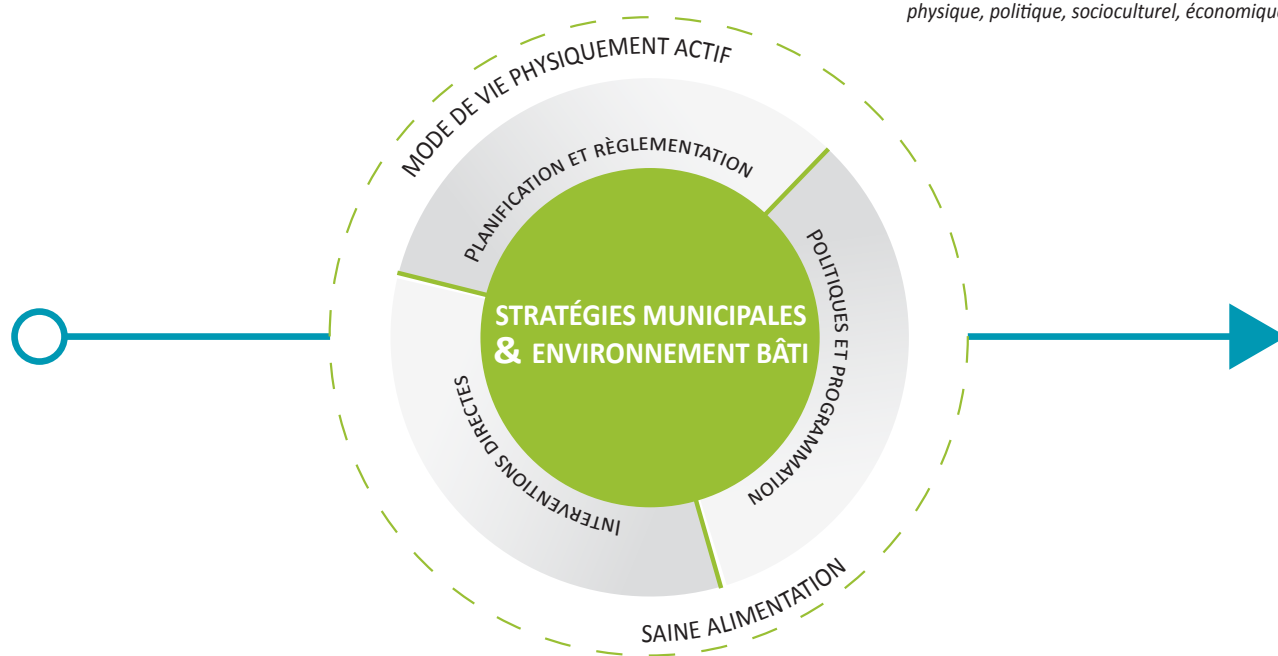 physique, politique, socioculturel, économique
MODE DE VIE PHYSIQUEMENT ACTIF
PLANIFICATION ET RÈGLEMENTATION
POLITIQUES ET PROGRAMMATION
STRATÉGIES MUNICIPALES
& ENVIRONNEMENT BÂTI
INTERVENTIONS DIRECTES
SAINE ALIMENTATION